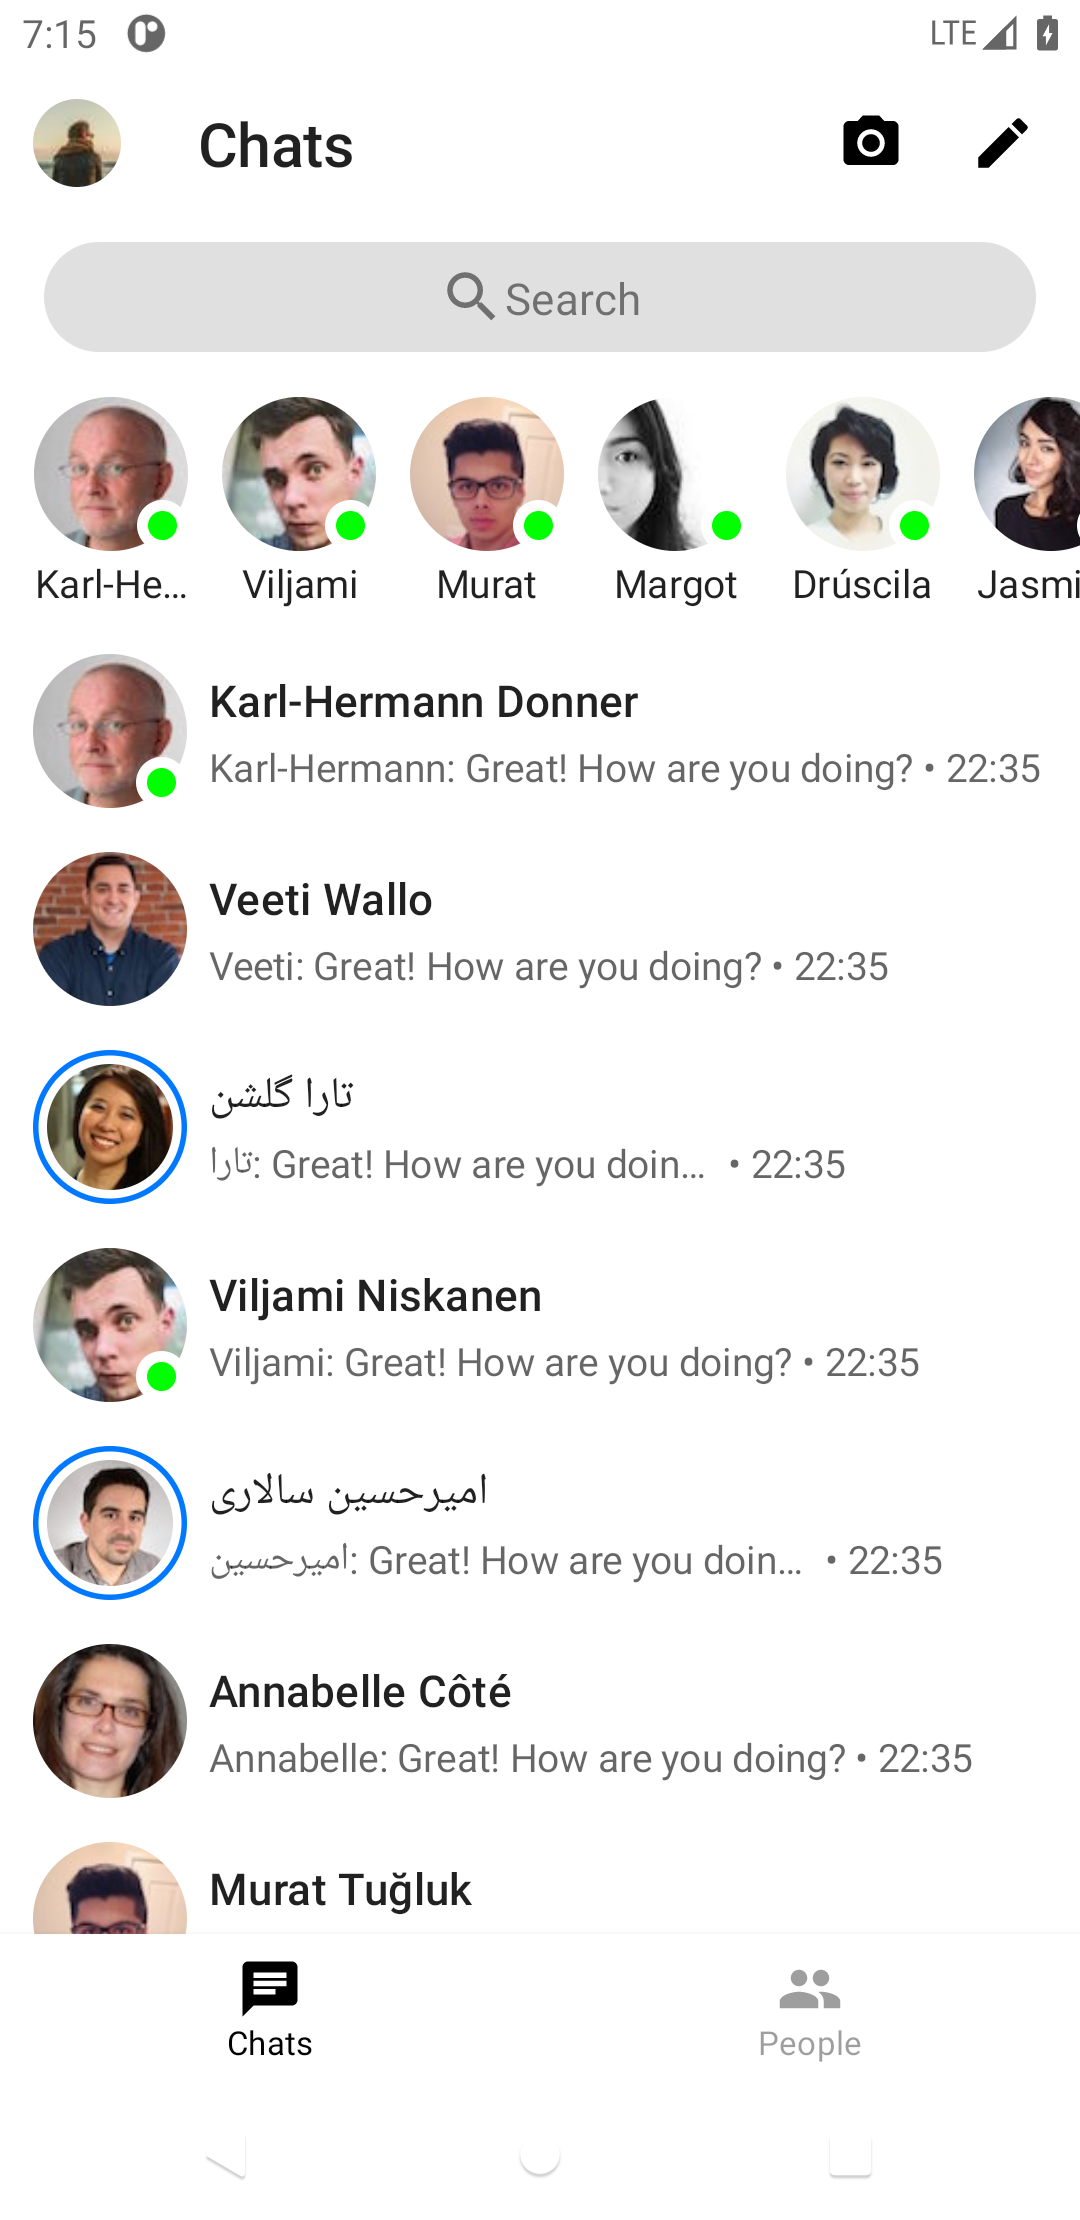 7:15
LTE
Chats
Search
Karl-He...
Viljami
Murat
Margot
Drúscila
Jasmi
Karl-Hermann Donner
Karl-Hermann: Great! How are you doing? • 22:35
Veeti Wallo
Veeti: Great! How are you doing? • 22:35
تارا گلشن
تارا: Great! How are you doin... • 22:35
Viljami Niskanen
Viljami: Great! How are you doing? • 22:35
امیرحسین سالاری
امیرحسین: Great! How are you doin... • 22:35
Annabelle Côté
Annabelle: Great! How are you doing? • 22:35
Murat Tuğluk
Chats
People